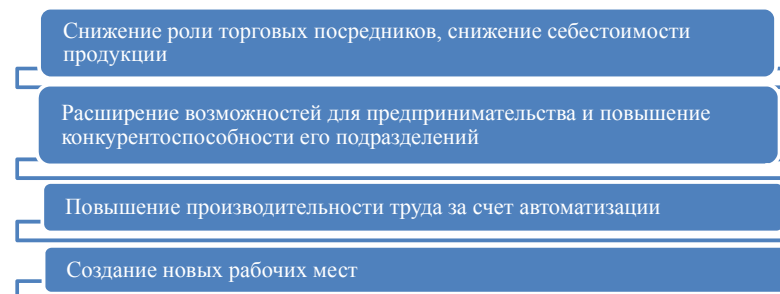 Снижение роли торговых посредников, снижение себестоимости
продукции
Расширение возможностей для предпринимательства и повышение
конкурентоспособности его подразделений
Повышение производительности труда за счет автоматизации
Создание новых рабочих мест